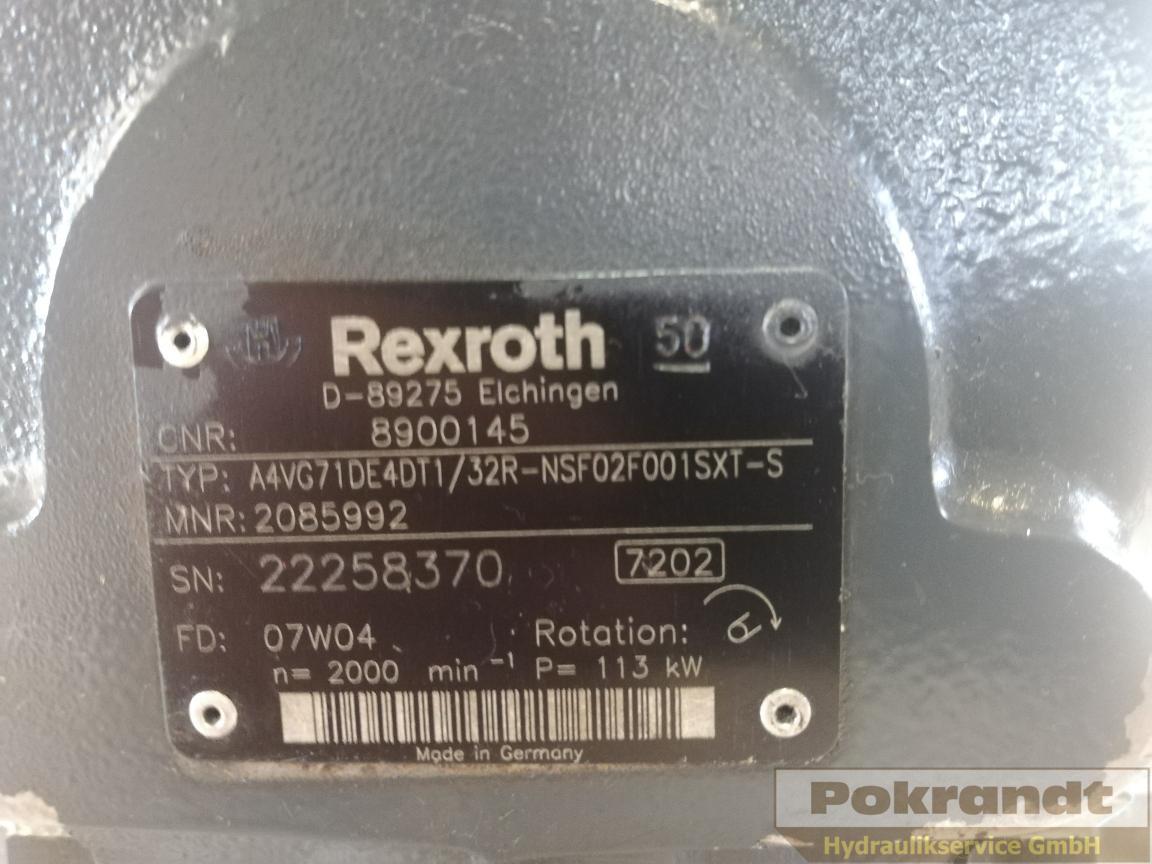 Rexroth 50
D-89275 Elchingen
CNR: 8900145
TYP: A4VG71DE4DT1/32R-NSF02F001SXT-S
MNR: 2085992
SN: 22258370 7202
FD: 07W04 Rotation:
n= 2000 min⁻¹ P= 113 kW
Made in Germany
Pokrandt
Hydraulikservice GmbH